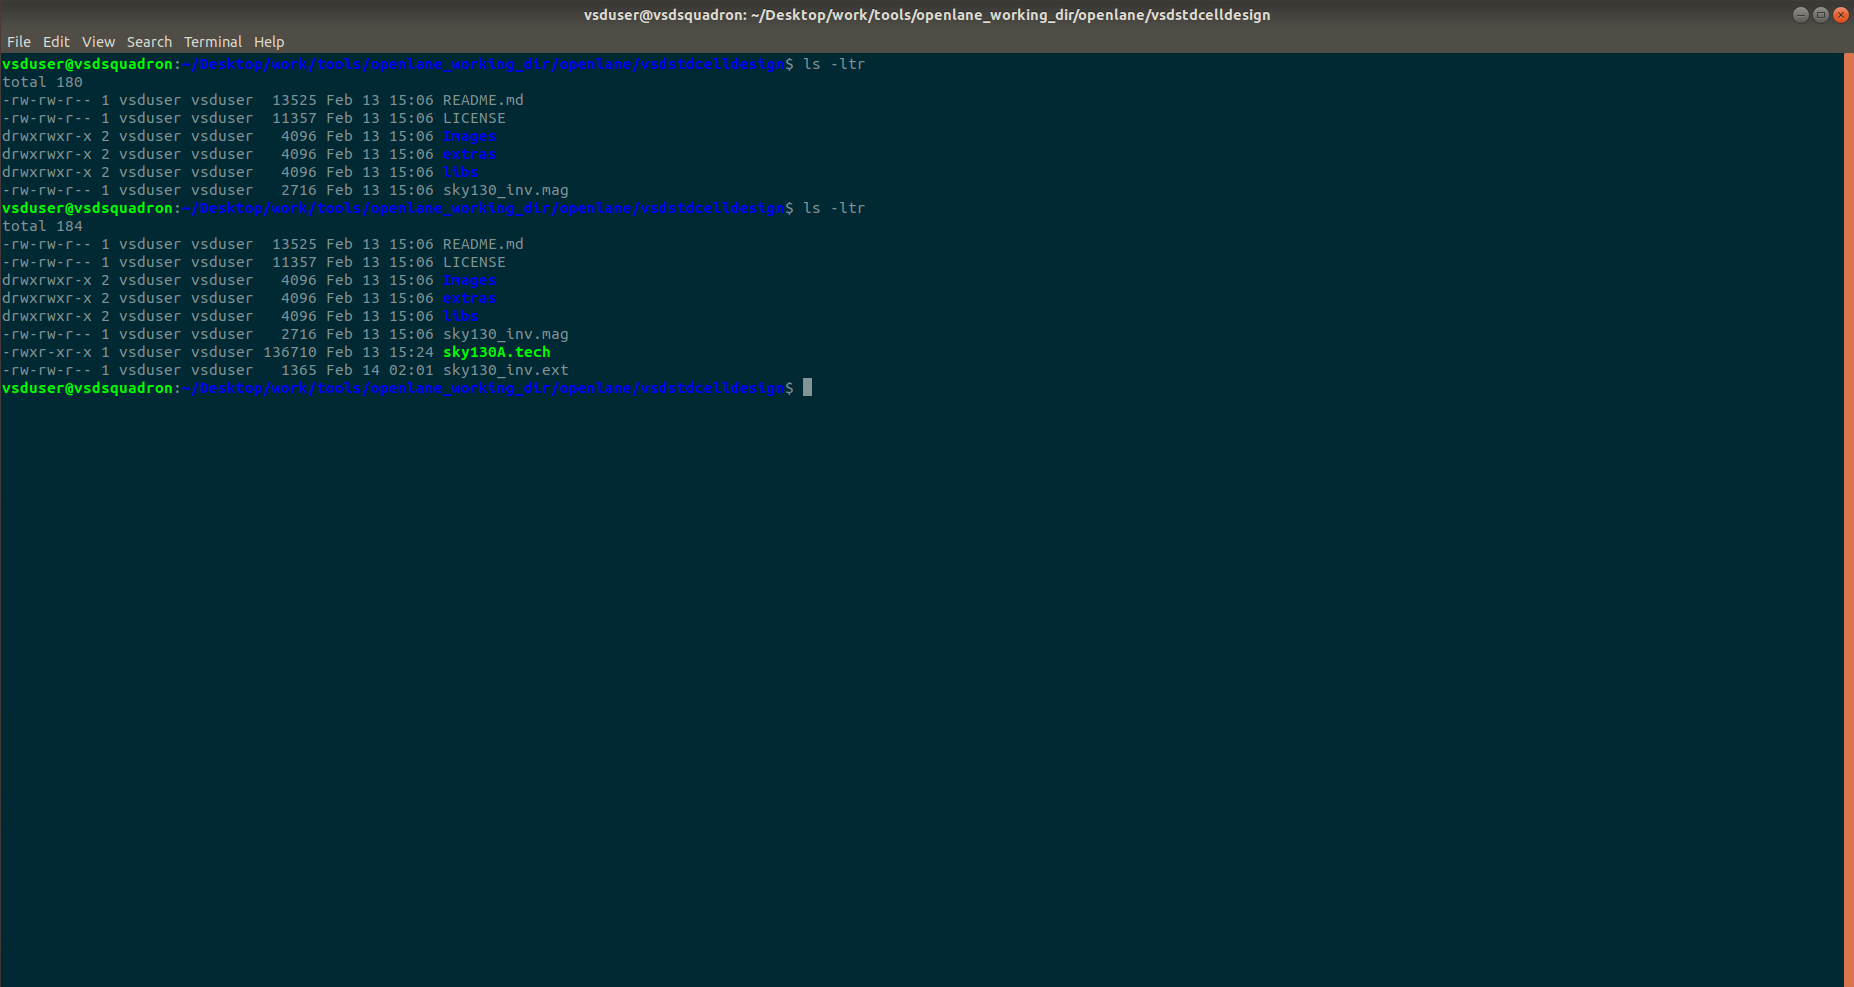 vsduser@vsdsquadron: ~/Desktop/work/tools/openlane_working_dir/openlane/vsdstdcelldesign
File Edit View Search Terminal Help
vsduser@vsdsquadron:~/Desktop/work/tools/openlane_working_dir/openlane/vsdstdcelldesign$ ls -ltr
total 180
-rw-rw-r-- 1 vsduser vsduser  13525 Feb 13 15:06 README.md
-rw-rw-r-- 1 vsduser vsduser  11357 Feb 13 15:06 LICENSE
drwxrwxr-x 2 vsduser vsduser   4096 Feb 13 15:06 Images
drwxrwxr-x 2 vsduser vsduser   4096 Feb 13 15:06 extras
drwxrwxr-x 2 vsduser vsduser   4096 Feb 13 15:06 libs
-rw-rw-r-- 1 vsduser vsduser   2716 Feb 13 15:06 sky130_inv.mag
vsduser@vsdsquadron:~/Desktop/work/tools/openlane_working_dir/openlane/vsdstdcelldesign$ ls -ltr
total 184
-rw-rw-r-- 1 vsduser vsduser  13525 Feb 13 15:06 README.md
-rw-rw-r-- 1 vsduser vsduser  11357 Feb 13 15:06 LICENSE
drwxrwxr-x 2 vsduser vsduser   4096 Feb 13 15:06 Images
drwxrwxr-x 2 vsduser vsduser   4096 Feb 13 15:06 extras
drwxrwxr-x 2 vsduser vsduser   4096 Feb 13 15:06 libs
-rw-rw-r-- 1 vsduser vsduser   2716 Feb 13 15:06 sky130_inv.mag
-rwxr-xr-x 1 vsduser vsduser 136710 Feb 13 15:24 sky130A.tech
-rw-rw-r-- 1 vsduser vsduser   1365 Feb 14 02:01 sky130_inv.ext
vsduser@vsdsquadron:~/Desktop/work/tools/openlane_working_dir/openlane/vsdstdcelldesign$